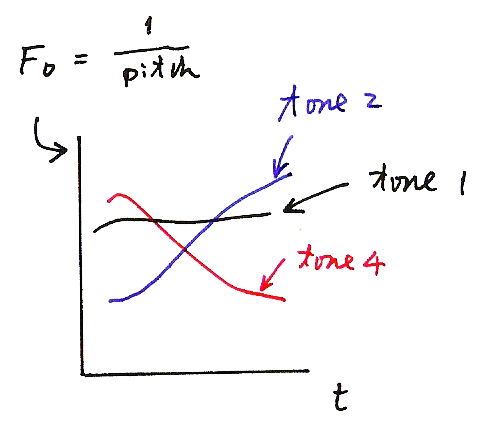 F0 = 1/pitch
tone 2
tone 1
tone 4
t